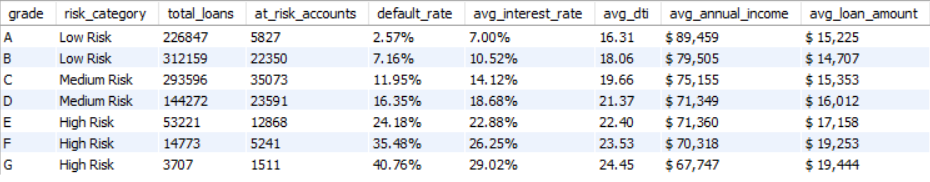 grade risk_category total_loans at_risk_accounts default_rate avg_interest_rate avg_dti avg_annual_income avg_loan_amount
A Low Risk 226847 5827 2.57% 7.00% 16.31 $ 89,459 $ 15,225
B Low Risk 312159 22350 7.16% 10.52% 18.06 $ 79,505 $ 14,707
C Medium Risk 293596 35073 11.95% 14.12% 19.66 $ 75,155 $ 15,353
D Medium Risk 144272 23591 16.35% 18.68% 21.37 $ 71,349 $ 16,012
E High Risk 53221 12868 24.18% 22.88% 22.40 $ 71,360 $ 17,158
F High Risk 14773 5241 35.48% 26.25% 23.53 $ 70,318 $ 19,253
G High Risk 3707 1511 40.76% 29.02% 24.45 $ 67,747 $ 19,444